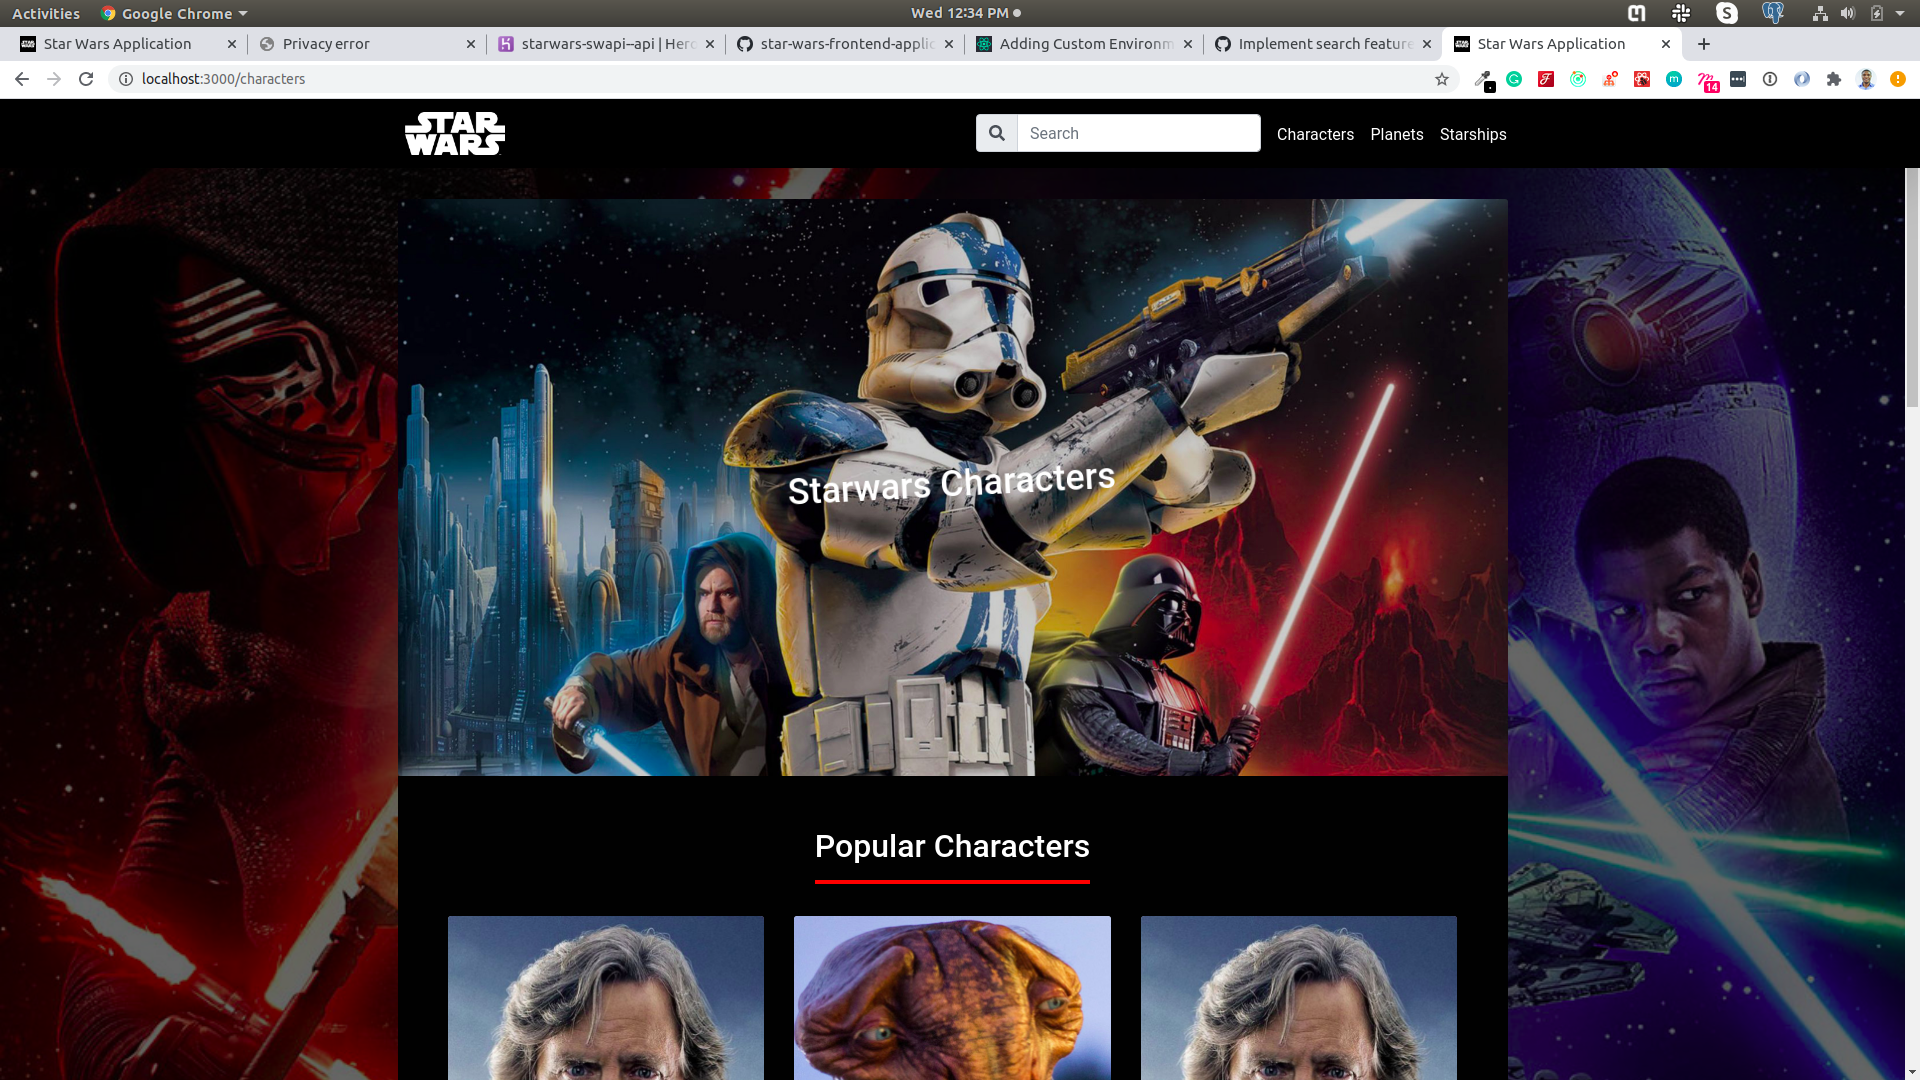 Activities
Google Chrome
Wed 12:34 PM
Star Wars Application
Privacy error
starwars-swapi--api | Hero
star-wars-frontend-applic
Adding Custom Environm
Implement search feature
Star Wars Application
localhost:3000/characters
14
STAR
WARS
Search
Characters
Planets
Starships
Starwars Characters
Popular Characters